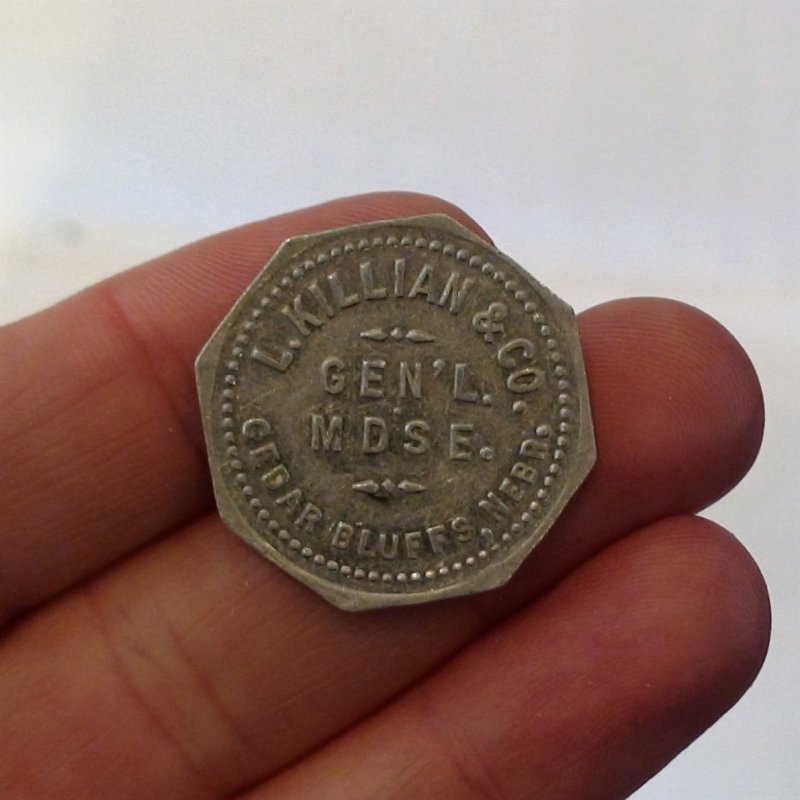 L. KILLIAN & CO.
GEN'L.
MDSE.
CEDAR BLUFFS, NEBR.